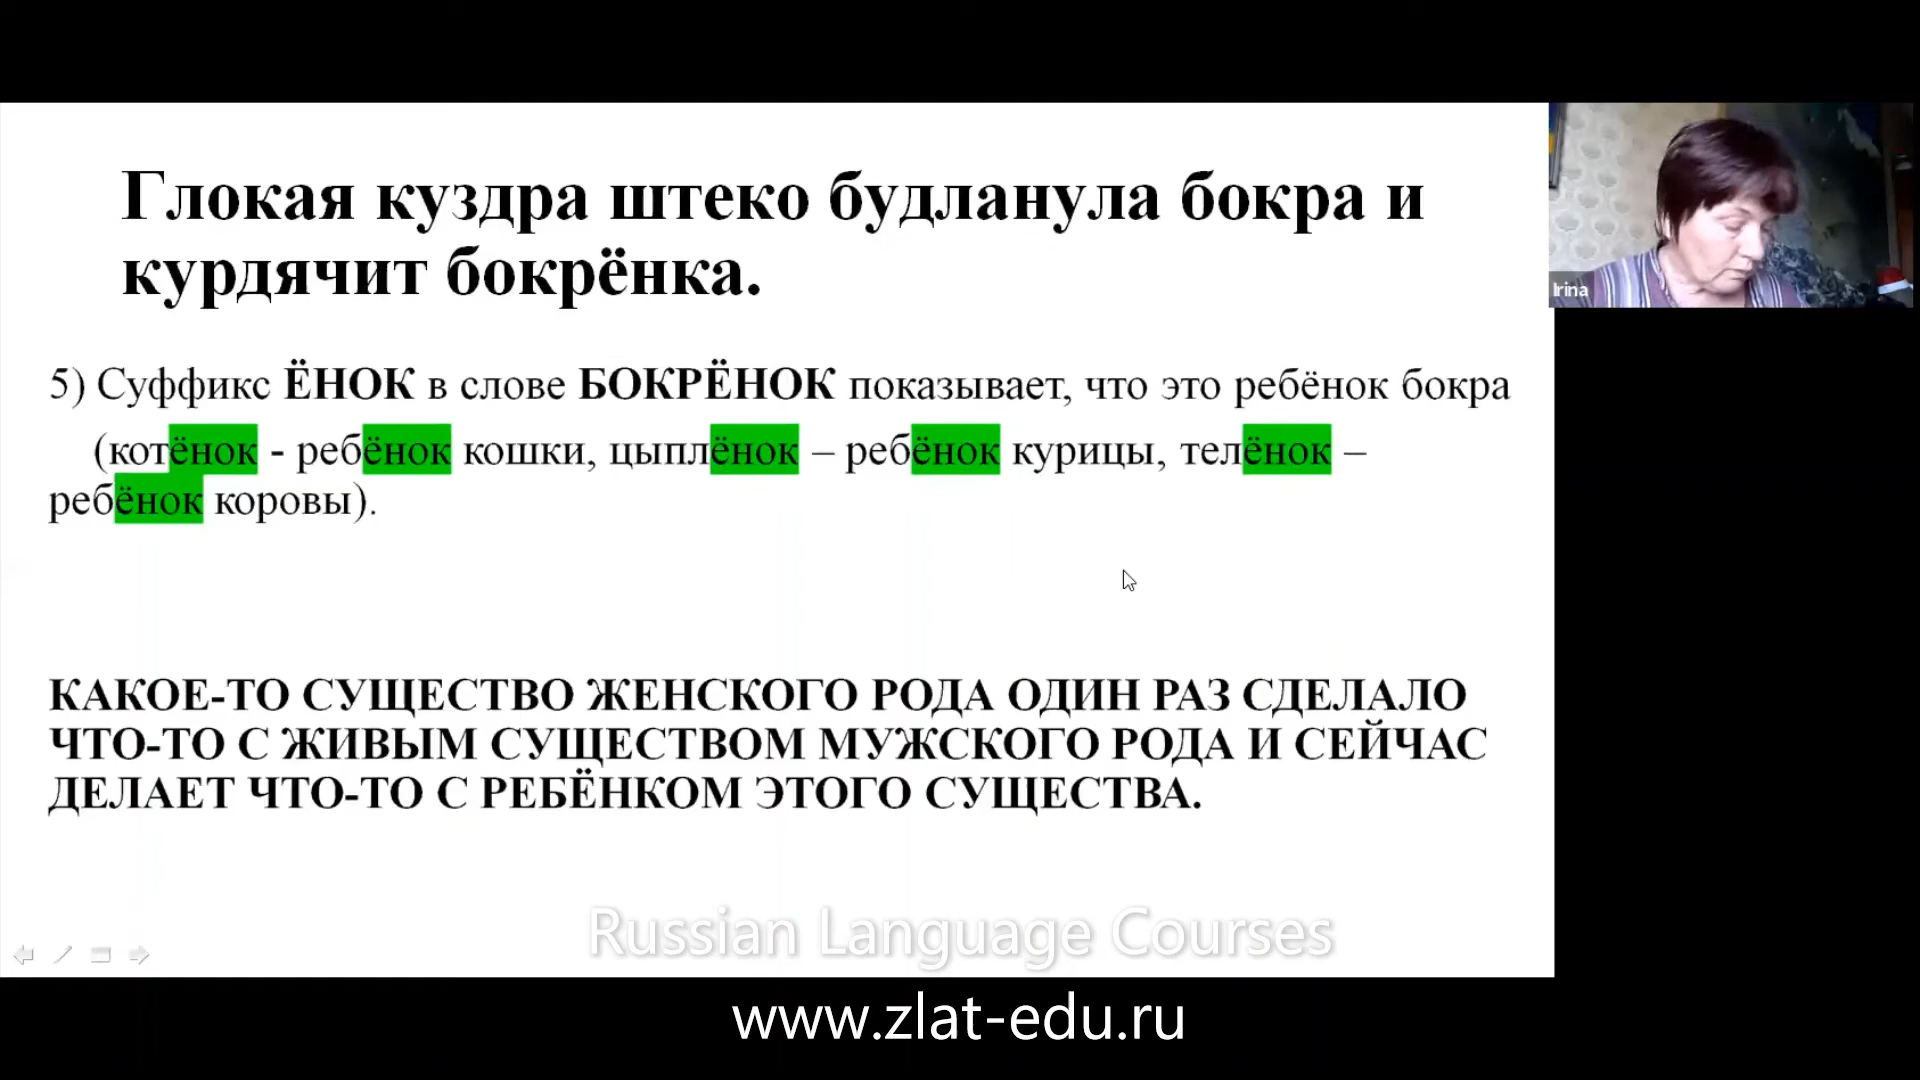 Глокая куздра штеко будланула бокра и
курдячит бокрёнка.
5) Суффикс ЁНОК в слове БОКРЁНОК показывает, что это ребёнок бокра
(котёнок - ребёнок кошки, цыплёнок – ребёнок курицы, телёнок –
ребёнок коровы).
КАКОЕ-ТО СУЩЕСТВО ЖЕНСКОГО РОДА ОДИН РАЗ СДЕЛАЛО
ЧТО-ТО С ЖИВЫМ СУЩЕСТВОМ МУЖСКОГО РОДА И СЕЙЧАС
ДЕЛАЕТ ЧТО-ТО С РЕБЁНКОМ ЭТОГО СУЩЕСТВА.
Irina
Russian Language Courses
www.zlat-edu.ru